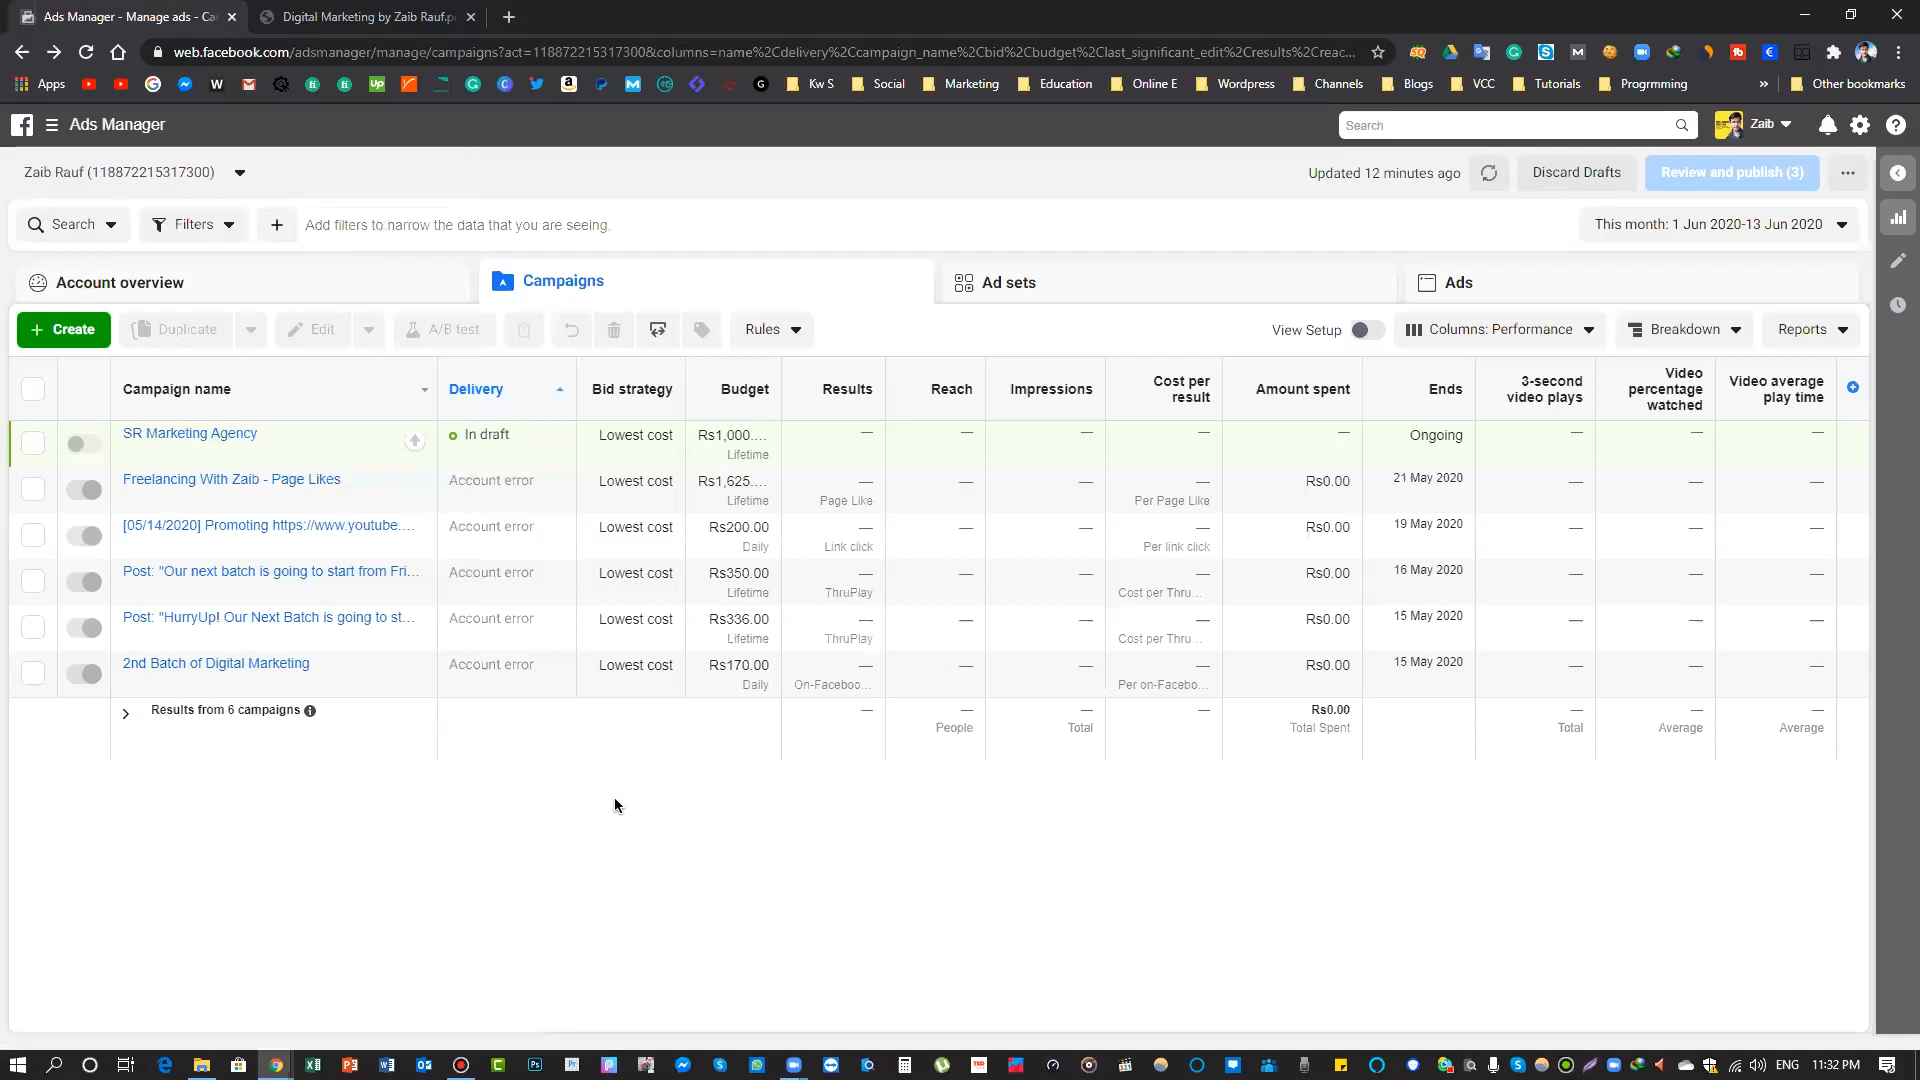 Ads Manager - Manage ads - Ca
Digital Marketing by Zaib Rauf.p
web.facebook.com/adsmanager/manage/campaigns?act=118872215317300&columns=name%2Cdelivery%2Ccampaign_name%2Cbid%2Cbudget%2Clast_significant_edit%2Cresults%2Creac...
Apps
Kw S
Social
Marketing
Education
Online E
Wordpress
Channels
Blogs
VCC
Tutorials
Progrmming
»
Other bookmarks
Ads Manager
Search
Zaib
Zaib Rauf (118872215317300)
Updated 12 minutes ago
Discard Drafts
Review and publish (3)
Search
Filters
Add filters to narrow the data that you are seeing.
This month: 1 Jun 2020-13 Jun 2020
Account overview
Campaigns
Ad sets
Ads
+ Create
Duplicate
Edit
A/B test
Rules
View Setup
Columns: Performance
Breakdown
Reports
Campaign name
Delivery
Bid strategy
Budget
Results
Reach
Impressions
Cost per result
Amount spent
Ends
3-second video plays
Video percentage watched
Video average play time
SR Marketing Agency
In draft
Lowest cost
Rs1,000....
Lifetime
— — — — —
Ongoing
— — —
Freelancing With Zaib - Page Likes
Account error
Lowest cost
Rs1,625....
Lifetime
—
Page Like
— — —
Per Page Like
Rs0.00
21 May 2020
— — —
[05/14/2020] Promoting https://www.youtube....
Account error
Lowest cost
Rs200.00
Daily
—
Link click
— — —
Per link click
Rs0.00
19 May 2020
— — —
Post: "Our next batch is going to start from Fri...
Account error
Lowest cost
Rs350.00
Lifetime
—
ThruPlay
— — —
Cost per Thru...
Rs0.00
16 May 2020
— — —
Post: "HurryUp! Our Next Batch is going to st...
Account error
Lowest cost
Rs336.00
Lifetime
—
ThruPlay
— — —
Cost per Thru...
Rs0.00
15 May 2020
— — —
2nd Batch of Digital Marketing
Account error
Lowest cost
Rs170.00
Daily
—
On-Faceboo...
— — —
Per on-Facebo...
Rs0.00
15 May 2020
— — —
Results from 6 campaigns
—
—
People
—
Total
—
Rs0.00
Total Spent
—
Total
—
Average
—
Average
ENG
11:32 PM